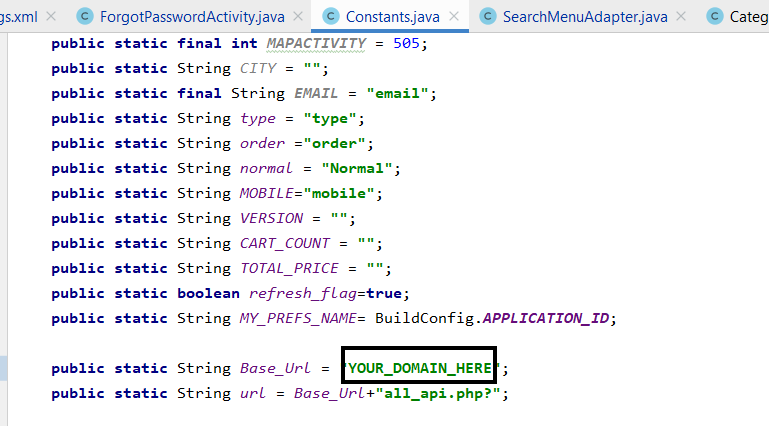 gs.xml × C ForgotPasswordActivity.java × C Constants.java × C SearchMenuAdapter.java × C Categ
public static final int MAPACTIVITY = 505;
public static String CITY = "";
public static final String EMAIL = "email";
public static String type = "type";
public static String order ="order";
public static String normal = "Normal";
public static String MOBILE="mobile";
public static String VERSION = "";
public static String CART_COUNT = "";
public static String TOTAL_PRICE = "";
public static boolean refresh_flag=true;
public static String MY_PREFS_NAME= BuildConfig.APPLICATION_ID;
public static String Base_Url = "YOUR_DOMAIN_HERE";
public static String url = Base_Url+"all_api.php?";